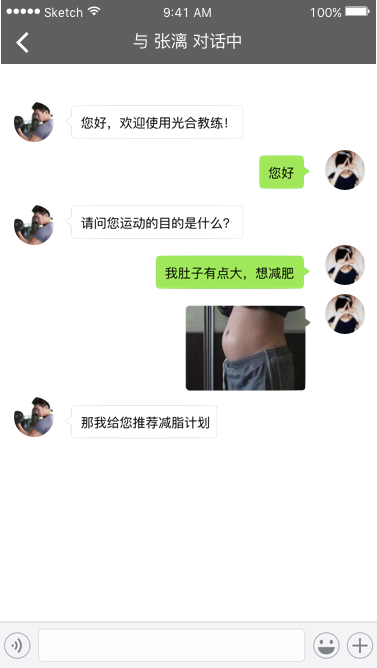 Sketch 9:41 AM 100%
与 张漓 对话中
您好，欢迎使用光合教练！
您好
请问您运动的目的是什么？
我肚子有点大，想减肥
那我给您推荐减脂计划